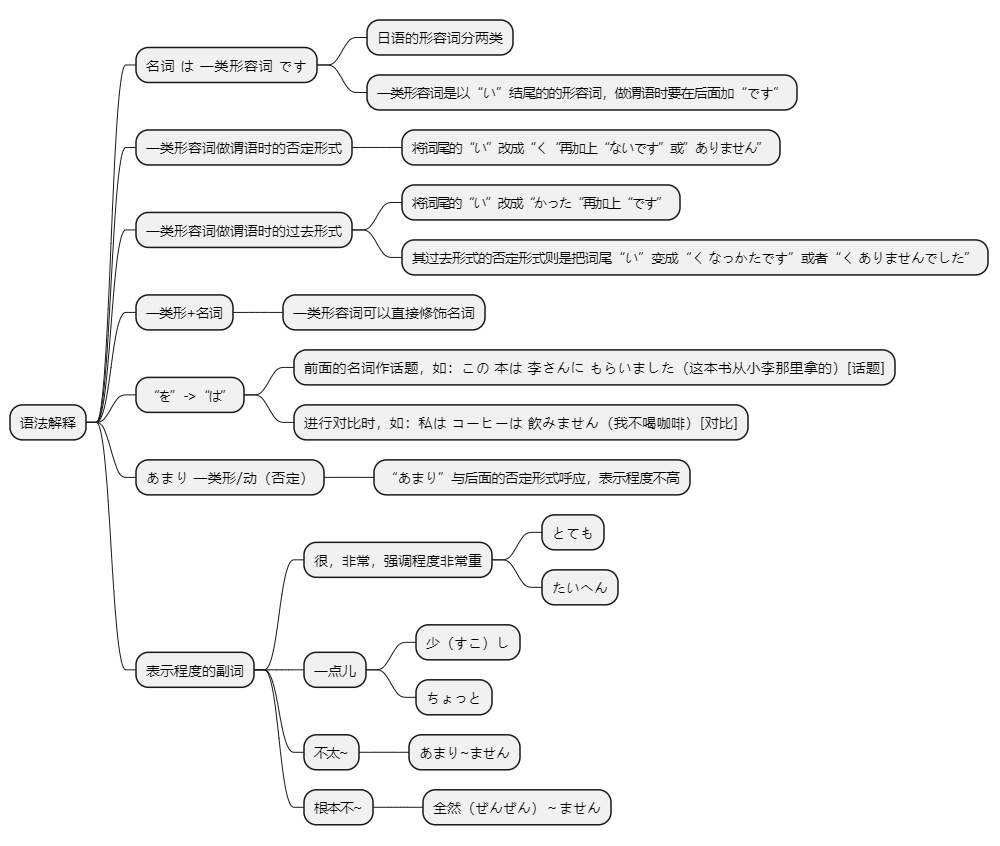 语法解释
名词 は 一类形容词 です
日语的形容词分两类
一类形容词是以“い”结尾的的形容词，做谓语时要在后面加“です”
一类形容词做谓语时的否定形式
将词尾的“い”改成“く“再加上“ないです”或”ありません”
一类形容词做谓语时的过去形式
将词尾的“い”改成“かった“再加上“です”
其过去形式的否定形式则是把词尾“い”变成“く なっかたです”或者“く ありませんでした”
一类形+名词
一类形容词可以直接修饰名词
“を”->“は”
前面的名词作话题，如：この 本は 李さんに もらいました（这本书从小李那里拿的）[话题]
进行对比时，如：私は コーヒーは 飲みません（我不喝咖啡）[对比]
あまり 一类形/动（否定）
“あまり”与后面的否定形式呼应，表示程度不高
表示程度的副词
很，非常，强调程度非常重
とても
たいへん
一点儿
少（すこ）し
ちょっと
不太~
あまり~ません
根本不~
全然（ぜんぜん）~ません